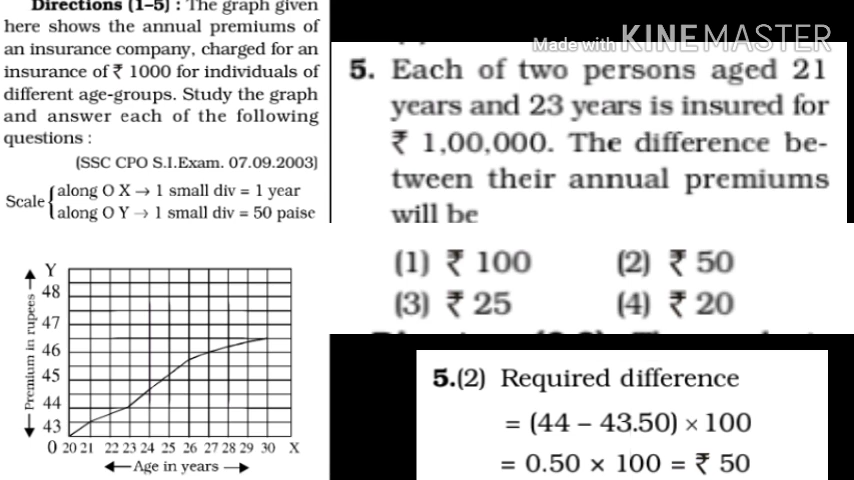 Directions (1–5) : The graph given
here shows the annual premiums of
an insurance company, charged for an
insurance of ₹ 1000 for individuals of
different age-groups. Study the graph
and answer each of the following
questions :
(SSC CPO S.I.Exam. 07.09.2003)
Scale { along O X → 1 small div = 1 year
along O Y → 1 small div = 50 paise
Y
48
47
46
45
44
43
Premium in rupees
0 20 21 22 23 24 25 26 27 28 29 30 X
Age in years
Made with KINEMASTER
5. Each of two persons aged 21
years and 23 years is insured for
₹ 1,00,000. The difference be-
tween their annual premiums
will be
(1) ₹ 100 (2) ₹ 50
(3) ₹ 25 (4) ₹ 20
5.(2) Required difference
= (44 – 43.50) × 100
= 0.50 × 100 = ₹ 50